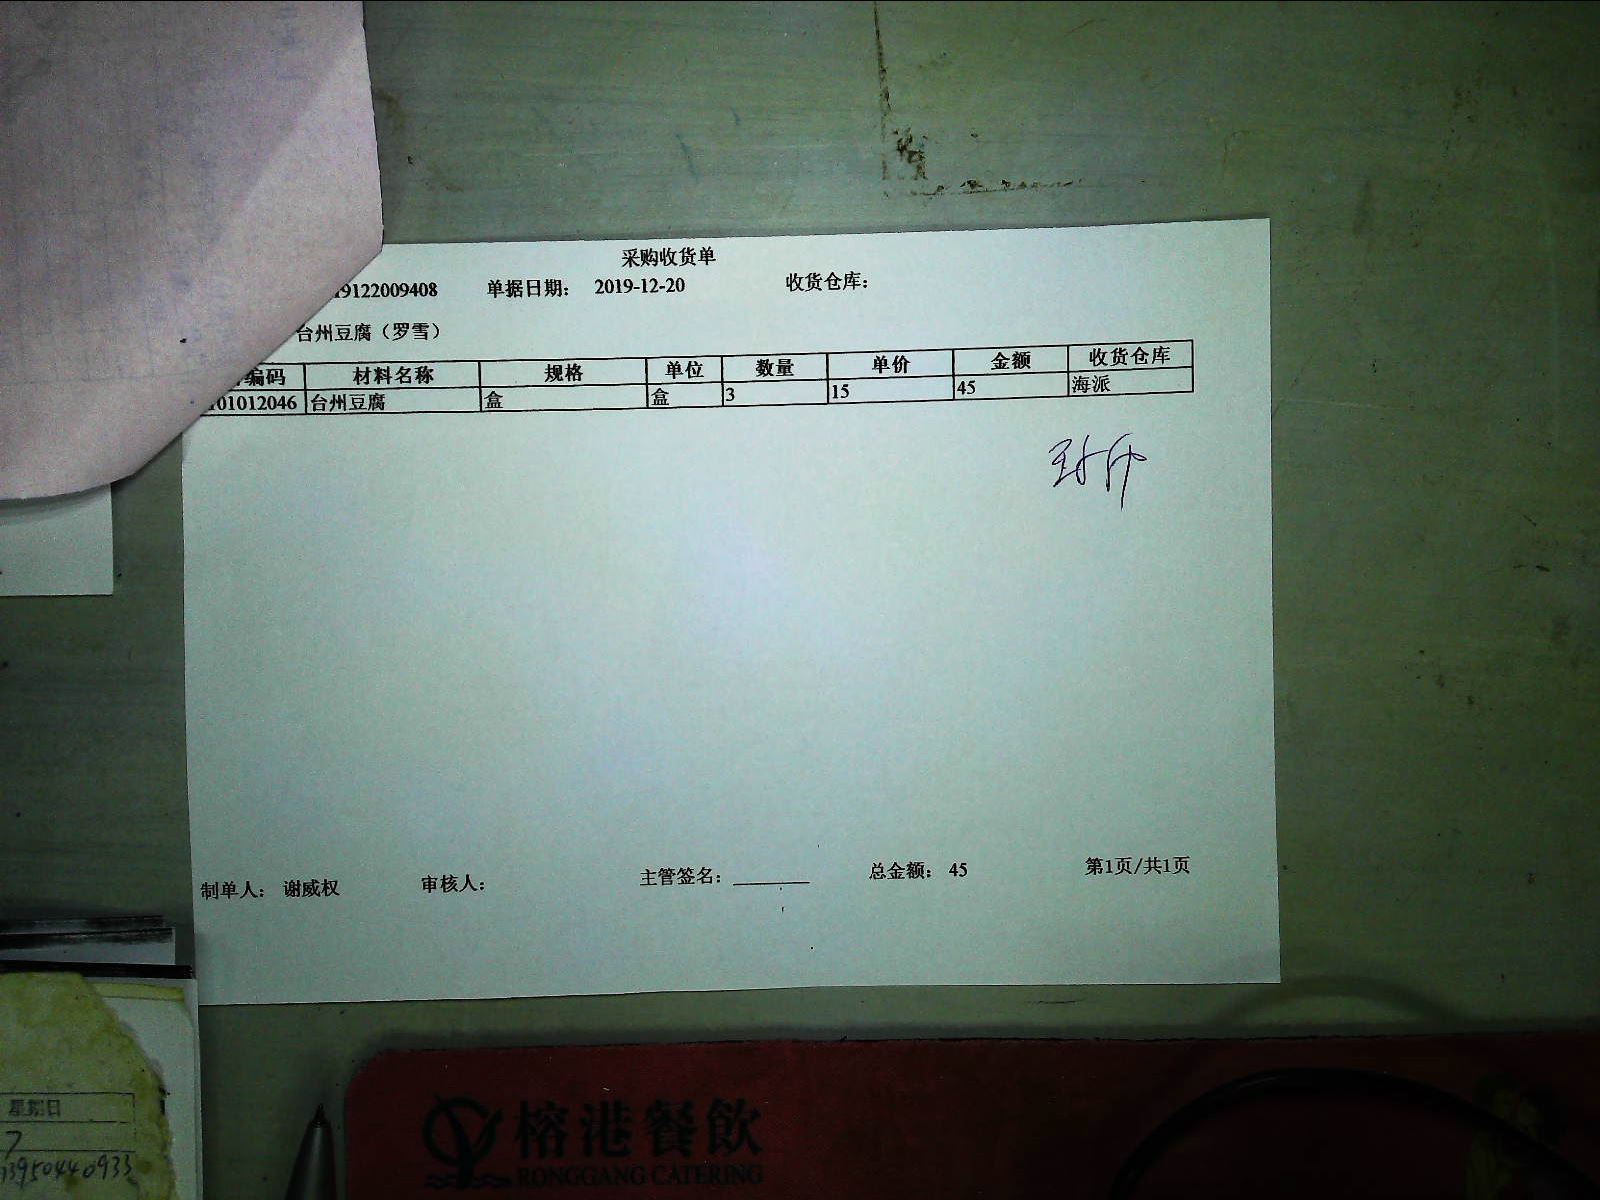 采购收货单
19122009408 单据日期： 2019-12-20 收货仓库：
台州豆腐（罗雪）
编码 材料名称 规格 单位 数量 单价 金额 收货仓库
01012046 台州豆腐 盒 盒 3 15 45 海派
制单人： 谢威权 审核人： 主管签名： 总金额： 45 第1页/共1页
星期日
7
13950440933
榕港餐飲
RONGGANG CATERING